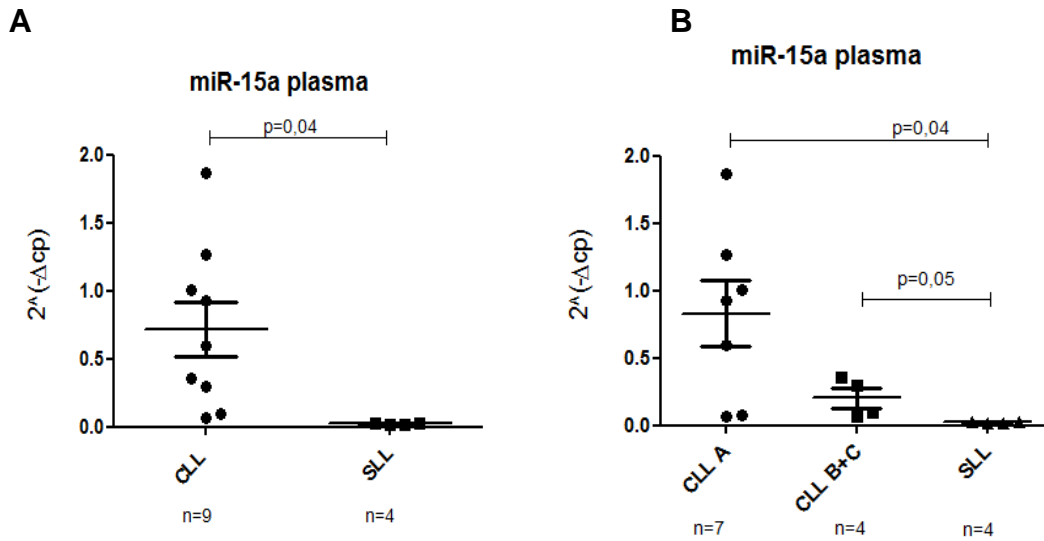 A
miR-15a plasma
p=0,04
2^(-Δcp)
2.0
1.5
1.0
0.5
0.0
CLL
SLL
n=9
n=4
B
miR-15a plasma
p=0,04
p=0,05
2^(-Δcp)
2.0
1.5
1.0
0.5
0.0
CLL A
CLL B+C
SLL
n=7
n=4
n=4